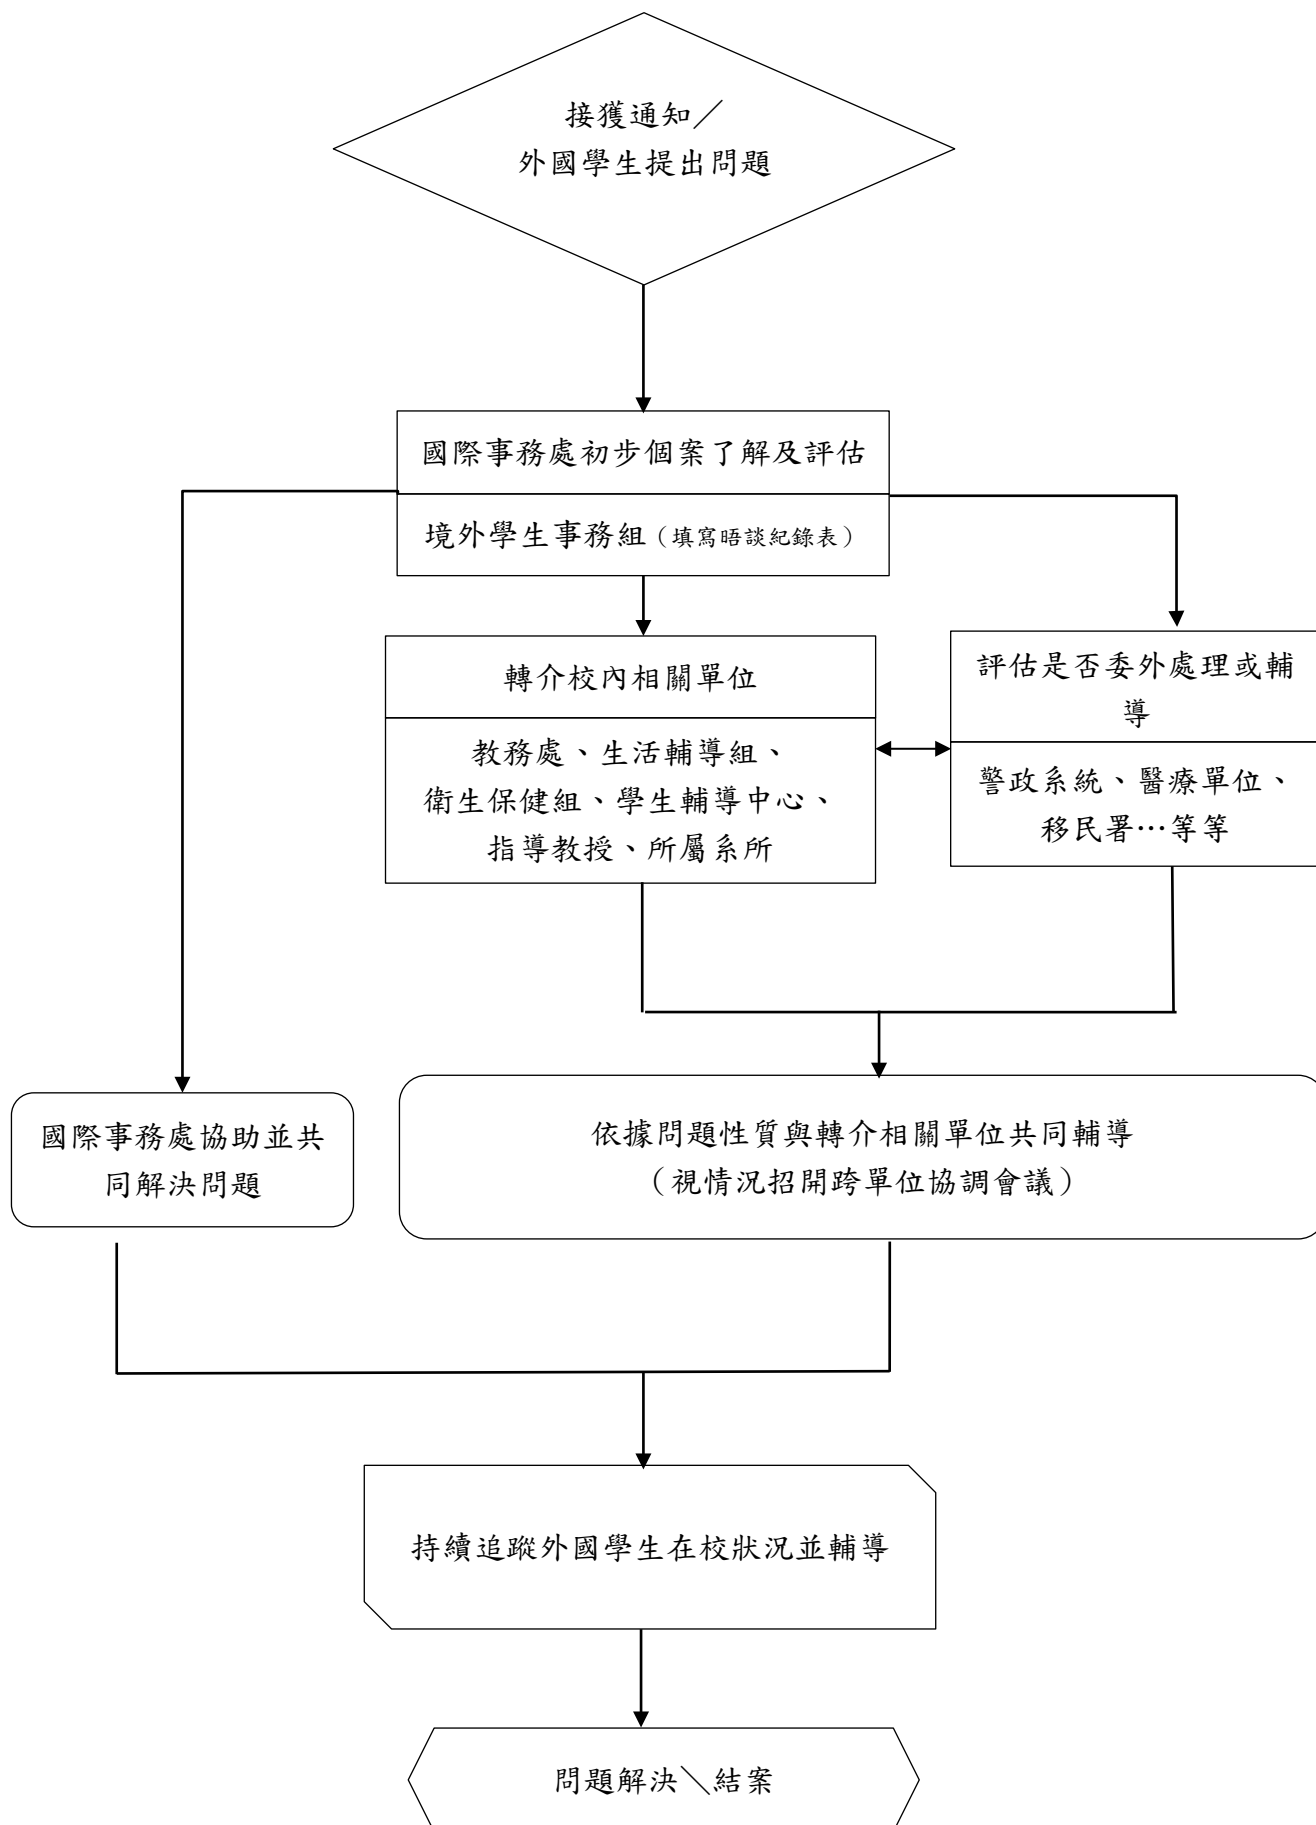 接獲通知／
外國學生提出問題
國際事務處初步個案了解及評估
境外學生事務組（填寫晤談紀錄表）
轉介校內相關單位
教務處、生活輔導組、
衛生保健組、學生輔導中心、
指導教授、所屬系所
評估是否委外處理或輔
導
警政系統、醫療單位、
移民署…等等
國際事務處協助並共
同解決問題
依據問題性質與轉介相關單位共同輔導
（視情況招開跨單位協調會議）
持續追蹤外國學生在校狀況並輔導
問題解決＼結案